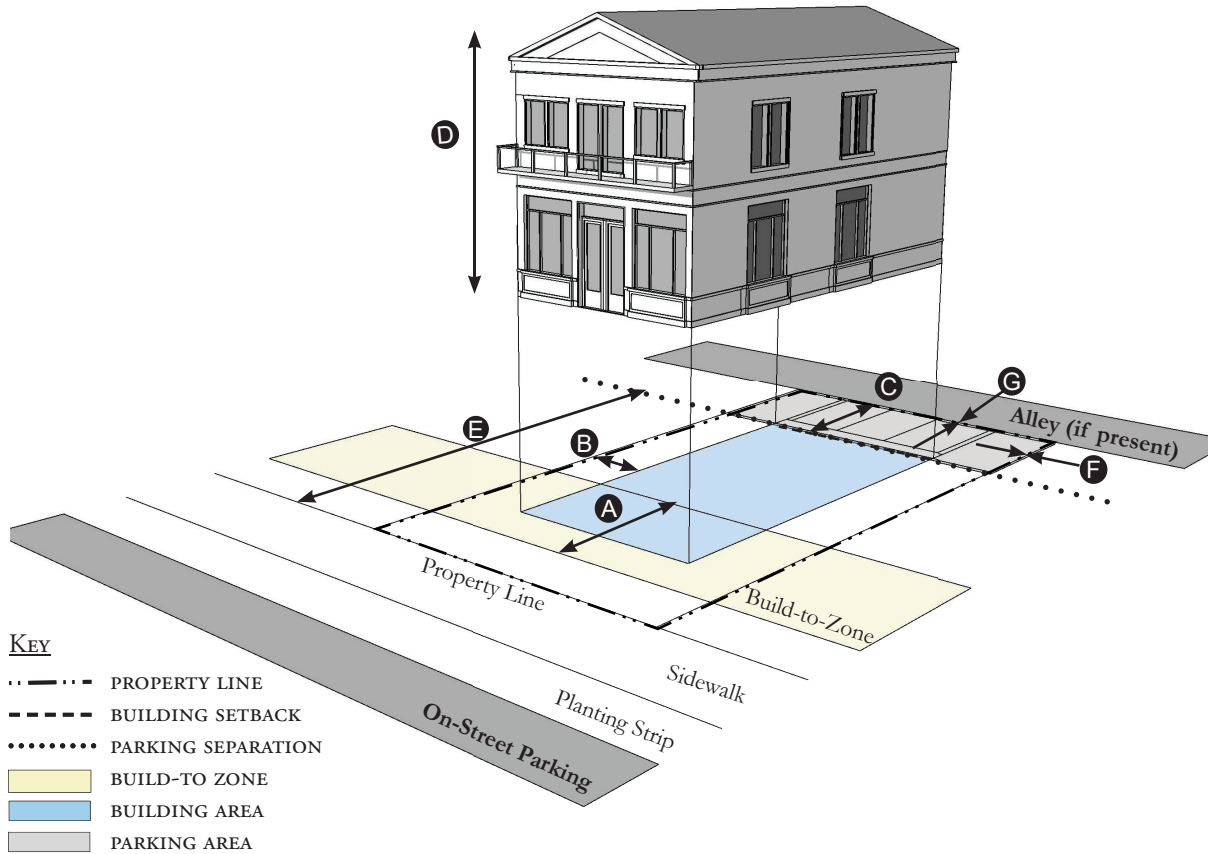 D
C
G
Alley (if present)
E
B
F
A
Property Line
Build-to-Zone
Sidewalk
Planting Strip
On-Street Parking
KEY
PROPERTY LINE
BUILDING SETBACK
PARKING SEPARATION
BUILD-TO ZONE
BUILDING AREA
PARKING AREA